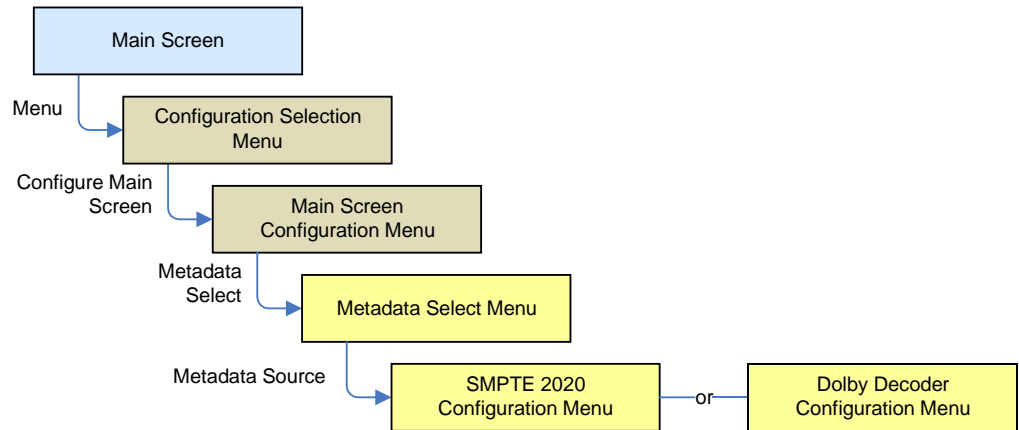 Main Screen
Menu
Configuration Selection
Menu
Configure Main
Screen
Main Screen
Configuration Menu
Metadata
Select
Metadata Select Menu
Metadata Source
SMPTE 2020
Configuration Menu
or
Dolby Decoder
Configuration Menu